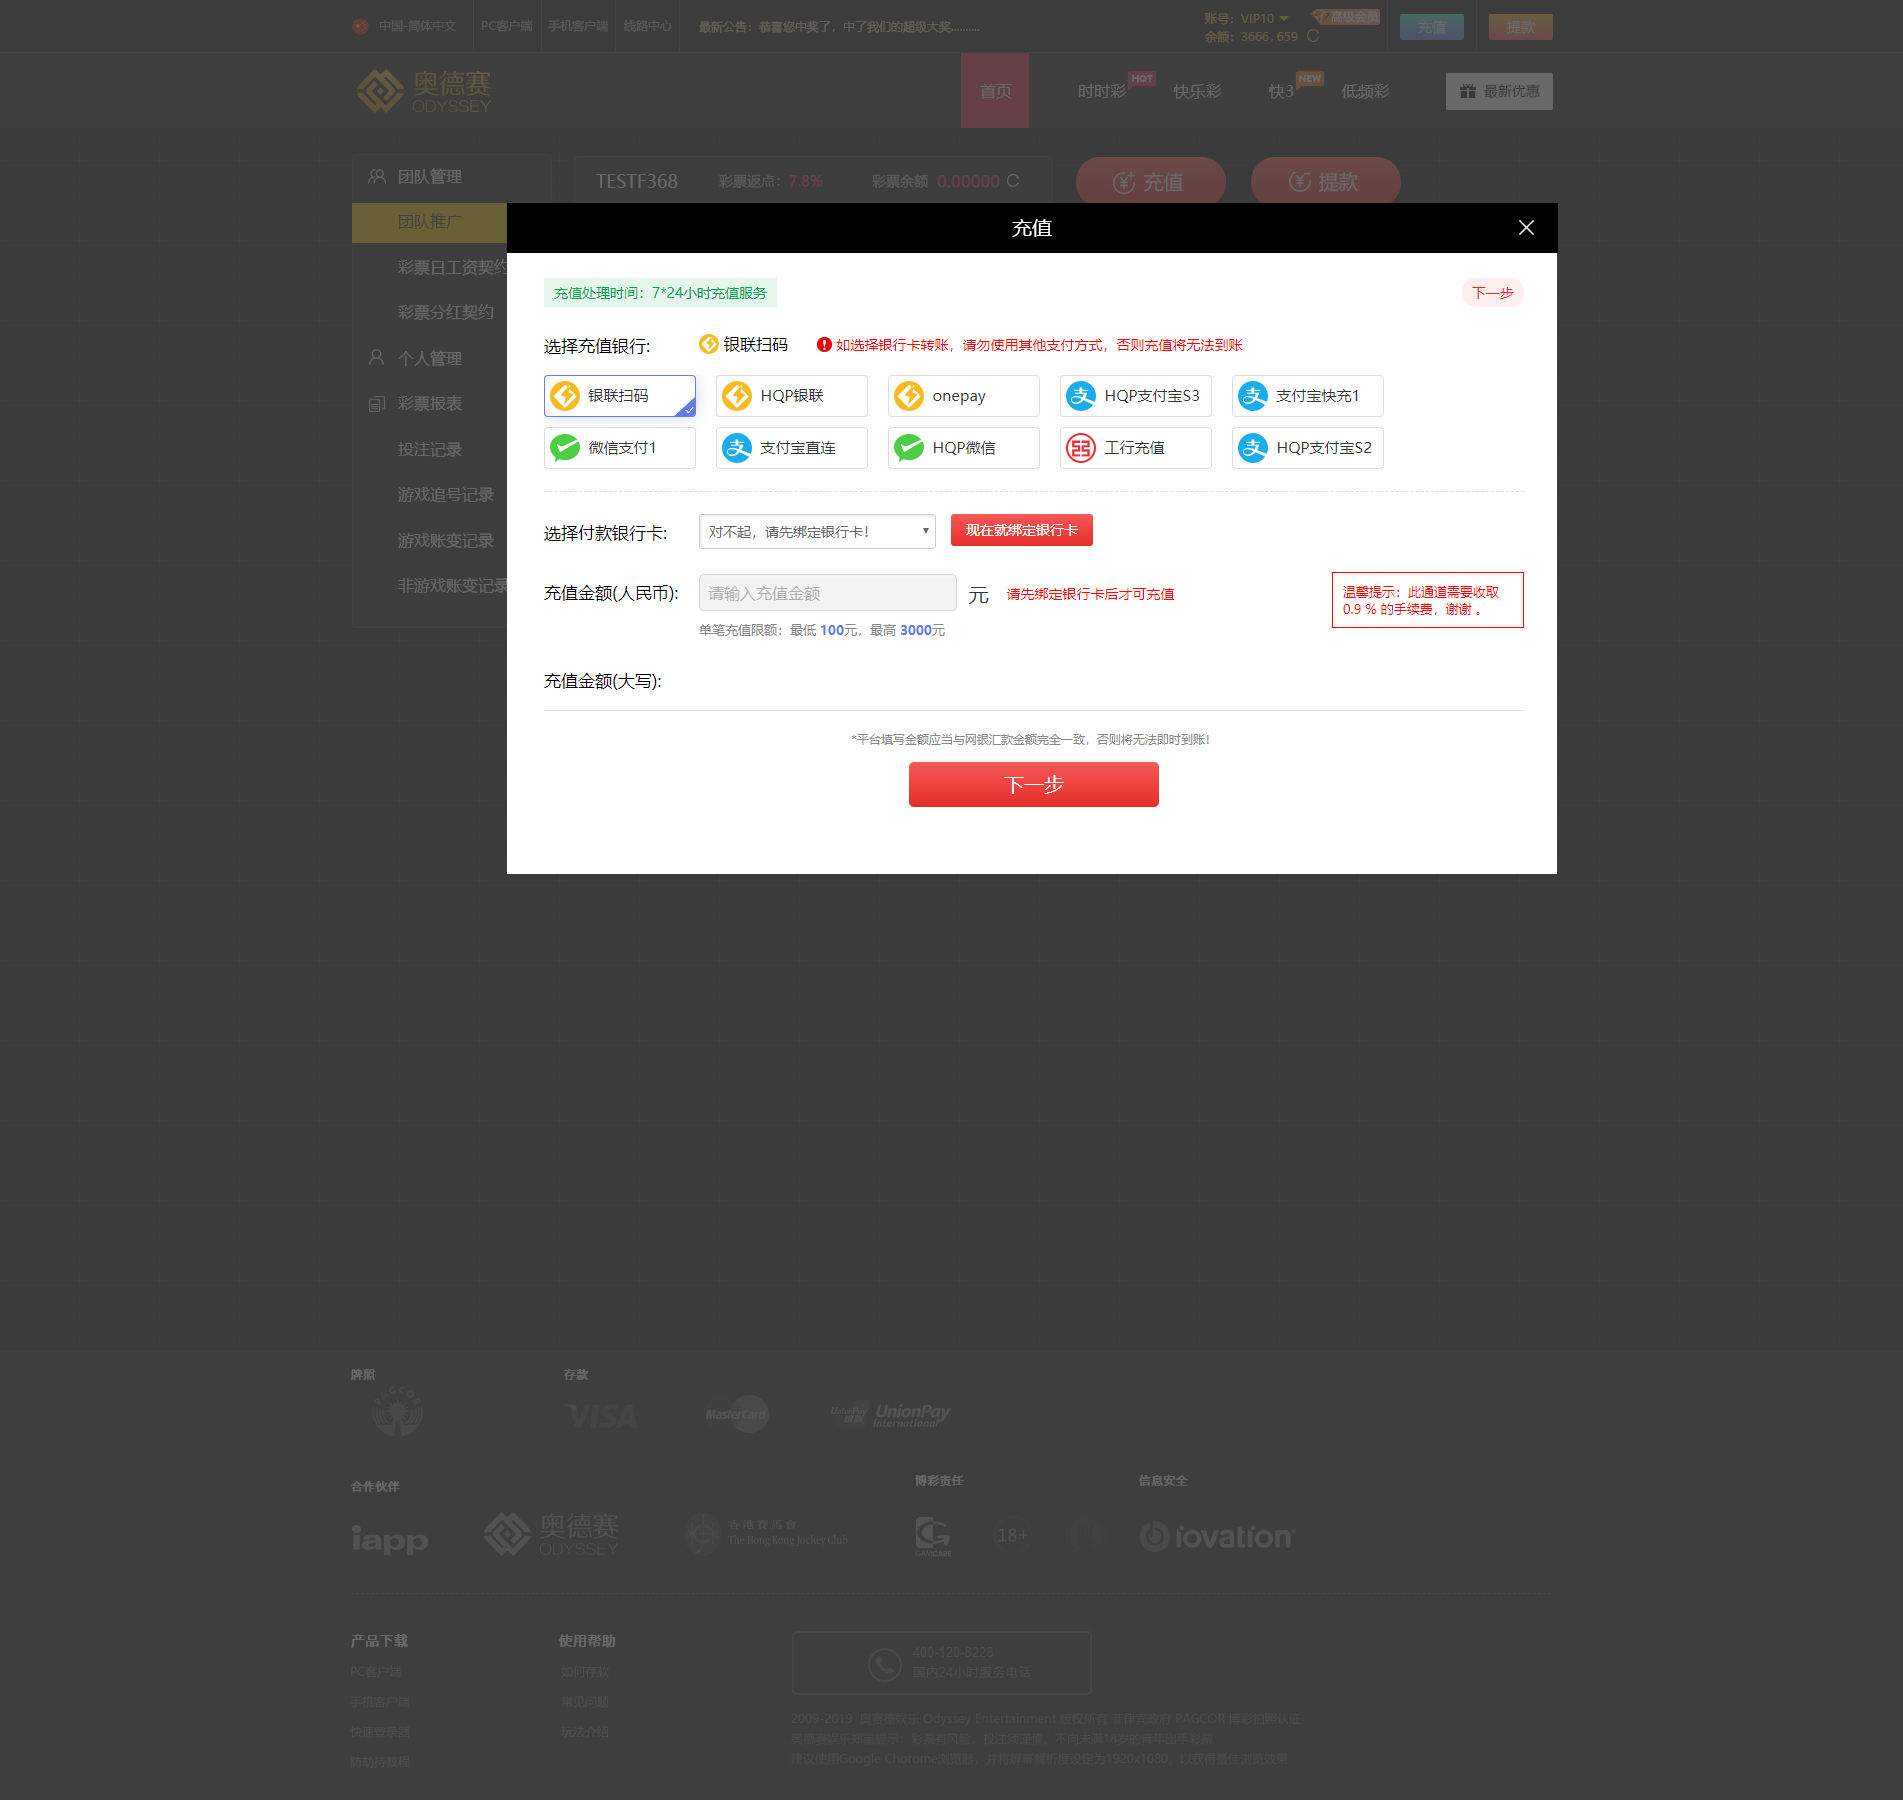 中国-简体中文
PC客户端
手机客户端
线路中心
最新公告：恭喜您中奖了，中了我们的超级大奖..........
账号：VIP10
高级会员
余额：3666,659
充值
提款
奥德赛
ODYSSEY
首页
时时彩
HOT
快乐彩
快3
NEW
低频彩
最新优惠
团队管理
TESTF368
彩票返点：7.8%
彩票余额 0.00000
充值
提款
团队推广
彩票日工资契约
彩票分红契约
个人管理
彩票报表
投注记录
游戏追号记录
游戏账变记录
非游戏账变记录
充值
充值处理时间：7*24小时充值服务
下一步
选择充值银行:
银联扫码
如选择银行卡转账，请勿使用其他支付方式，否则充值将无法到账
银联扫码
HQP银联
onepay
HQP支付宝S3
支付宝快充1
微信支付1
支付宝直连
HQP微信
工行充值
HQP支付宝S2
选择付款银行卡:
对不起，请先绑定银行卡！
现在就绑定银行卡
充值金额(人民币):
请输入充值金额
元
请先绑定银行卡后才可充值
温馨提示：此通道需要收取
0.9 % 的手续费，谢谢 。
单笔充值限额：最低 100元，最高 3000元
充值金额(大写):
*平台填写金额应当与网银汇款金额完全一致，否则将无法即时到账！
下一步
牌照
存款
PAGCOR
VISA
MasterCard
UnionPay
银联
UnionPay
International
合作伙伴
博彩责任
信息安全
iapp
奥德赛
ODYSSEY
香港賽馬會
The Hong Kong Jockey Club
GAMCARE
18+
iovation
产品下载
使用帮助
PC客户端
手机客户端
快速登录器
防劫持教程
如何存款
常见问题
玩法介绍
400-120-8228
国内24小时服务电话
2009-2019 奥赛德娱乐 Odyssey Entertainment 版权所有 菲律宾政府 PAGCOR 博彩拍照认证
奥德赛娱乐郑重提示：彩票有风险，投注须谨慎，不向未满18岁的青年出手彩票
建议使用Google Chorome浏览器，并将屏幕解析度设定为1920x1080，以获得最佳浏览效果